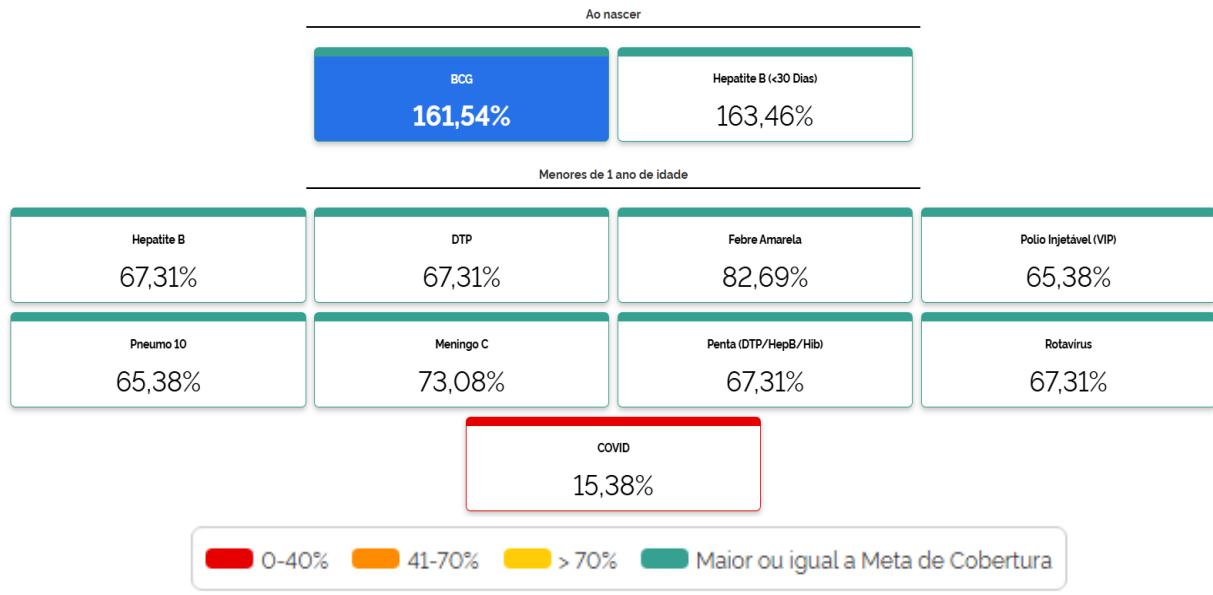 Ao nascer
BCG
161,54%
Hepatite B (<30 Dias)
163,46%
Menores de 1 ano de idade
Hepatite B
67,31%
DTP
67,31%
Febre Amarela
82,69%
Polio Injetável (VIP)
65,38%
Pneumo 10
65,38%
Meningo C
73,08%
Penta (DTP/HepB/Hib)
67,31%
Rotavírus
67,31%
COVID
15,38%
0-40% 41-70% > 70% Maior ou igual a Meta de Cobertura